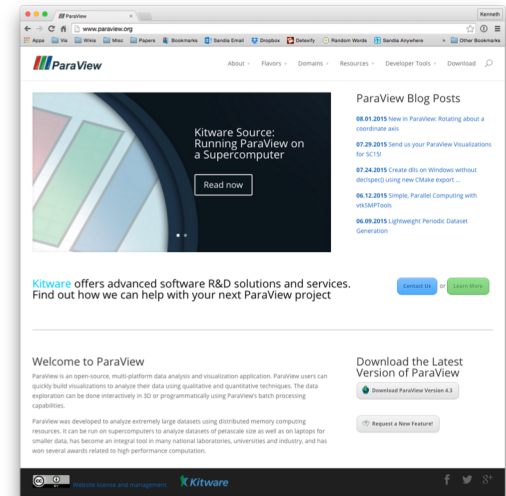 ParaView
Kenneth
www.paraview.org
Apps Vis Wikis Misc Papers Bookmarks Sandia Email Dropbox Detexify Random Words Sandia Anywhere » Other Bookmarks
ParaView
About Flavors Domains Resources Developer Tools Download
Kitware Source:
Running ParaView on
a Supercomputer
Read now
ParaView Blog Posts
08.01.2015 New in ParaView: Rotating about a
coordinate axis
07.29.2015 Send us your ParaView Visualizations
for SC15!
07.24.2015 Create dlls on Windows without
declspec() using new CMake export ...
06.12.2015 Simple, Parallel Computing with
vtkSMPTools
06.09.2015 Lightweight Periodic Dataset
Generation
Kitware offers advanced software R&D solutions and services.
Find out how we can help with your next ParaView project
Contact Us or Learn More
Welcome to ParaView
ParaView is an open-source, multi-platform data analysis and visualization application. ParaView users can
quickly build visualizations to analyze their data using qualitative and quantitative techniques. The data
exploration can be done interactively in 3D or programmatically using ParaView's batch processing
capabilities.
ParaView was developed to analyze extremely large datasets using distributed memory computing
resources. It can be run on supercomputers to analyze datasets of petascale size as well as on laptops for
smaller data, has become an integral tool in many national laboratories, universities and industry, and has
won several awards related to high performance computation.
Download the Latest
Version of ParaView
Download ParaView Version 4.3
Request a New Feature!
cc BY Website license and management Kitware